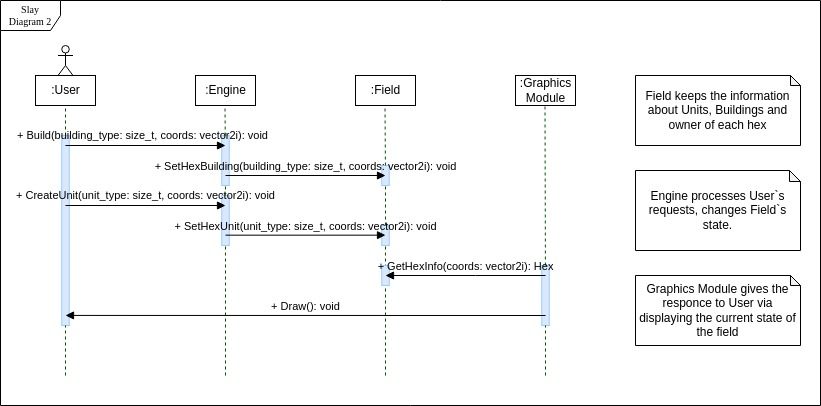 Slay
Diagram 2
:User
:Engine
:Field
:Graphics
Module
Field keeps the information
about Units, Buildings and
owner of each hex
+ Build(building_type: size_t, coords: vector2i): void
+ SetHexBuilding(building_type: size_t, coords: vector2i): void
+ CreateUnit(unit_type: size_t, coords: vector2i): void
+ SetHexUnit(unit_type: size_t, coords: vector2i): void
Engine processes User`s
requests, changes Field`s
state.
+ GetHexInfo(coords: vector2i): Hex
+ Draw(): void
Graphics Module gives the
responce to User via
displaying the current state of
the field